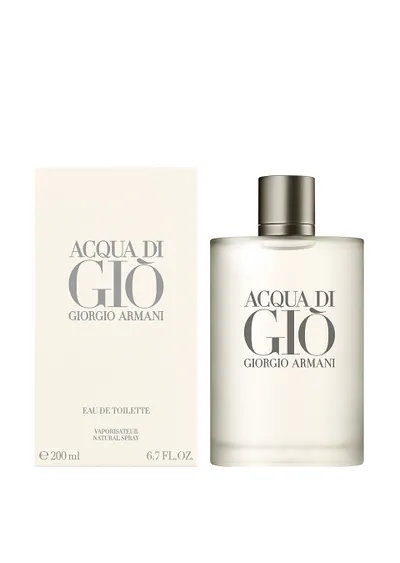 ACQUA DI
GIÒ
GIORGIO ARMANI
EAU DE TOILETTE
VAPORISATEUR
NATURAL SPRAY
℮ 200 ml 6.7 FL.OZ.
ACQUA DI
GIÒ
GIORGIO ARMANI